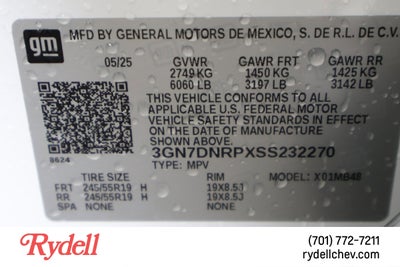 gm
MFD BY GENERAL MOTORS DE MEXICO, S. DE R.L. DE C.V.
05/25 GVWR GAWR FRT GAWR RR
2749 KG 1450 KG 1425 KG
6060 LB 3197 LB 3142 LB
THIS VEHICLE CONFORMS TO ALL
APPLICABLE U.S. FEDERAL MOTOR
VEHICLE SAFETY STANDARDS IN
EFFECT ON THE DATE OF MANUFACTURE
SHOWN ABOVE.
8624
3GN7DNRPXSS232270
TYPE: MPV MODEL: X01MB48
TIRE SIZE RIM
FRT 245/55R19 H 19X8.5J
RR 245/55R19 H 19X8.5J
SPA NONE NONE
Rydell
(701) 772-7211
rydellchev.com